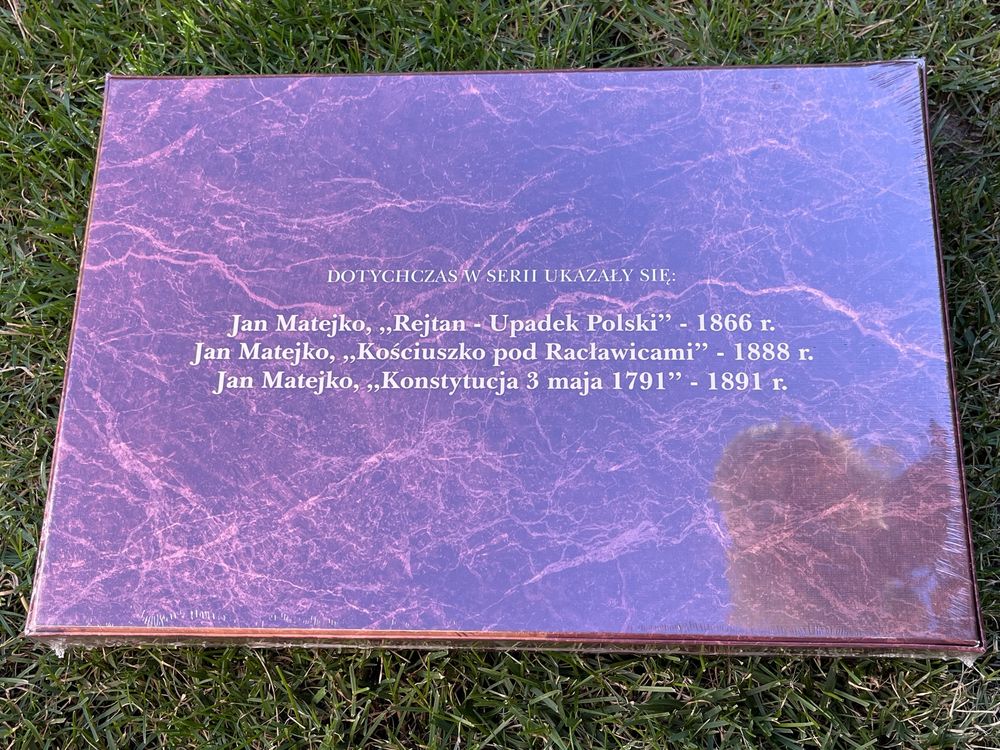 DOTYCHCZAS W SERII UKAZAŁY SIĘ:
Jan Matejko, „Rejtan - Upadek Polski” - 1866 r.
Jan Matejko, „Kościuszko pod Racławicami” - 1888 r.
Jan Matejko, „Konstytucja 3 maja 1791” - 1891 r.